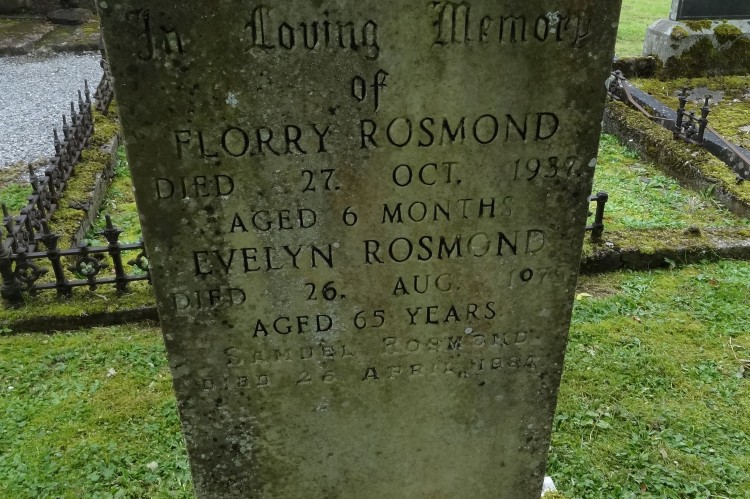 In Loving Memory
of
FLORRY ROSMOND
DIED 27. OCT. 1937.
AGED 6 MONTHS
EVELYN ROSMOND
DIED 26. AUG.
AGED 65 YEARS
SAMUEL ROSMOND
DIED 26 APRIL